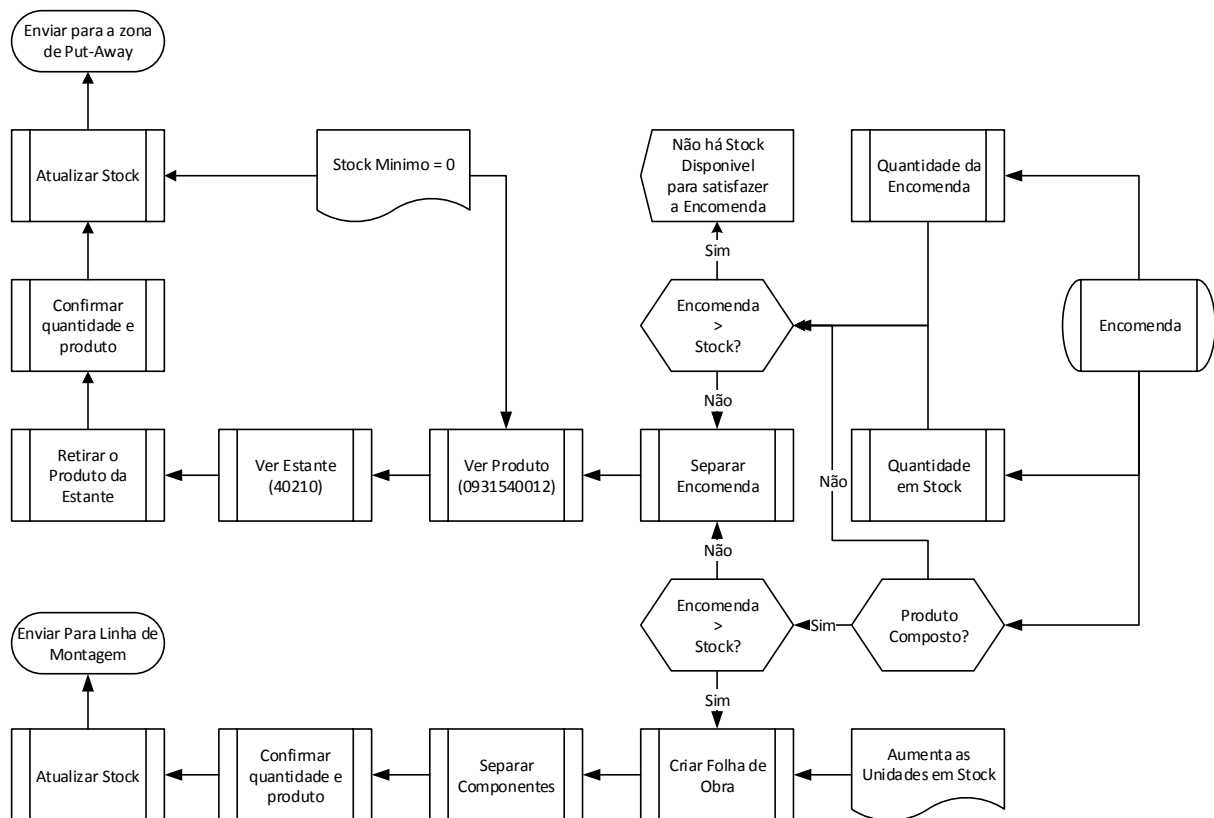 Enviar para a zona
de Put-Away
Atualizar Stock
Stock Minimo = 0
Não há Stock
Disponivel
para satisfazer
a Encomenda
Quantidade da
Encomenda
Sim
Confirmar
quantidade e
produto
Encomenda
>
Stock?
Encomenda
Não
Retirar o
Produto da
Estante
Ver Estante
(40210)
Ver Produto
(0931540012)
Separar
Encomenda
Não
Quantidade
em Stock
Não
Enviar Para Linha de
Montagem
Encomenda
>
Stock?
Sim
Produto
Composto?
Sim
Atualizar Stock
Confirmar
quantidade e
produto
Separar
Componentes
Criar Folha de
Obra
Aumenta as
Unidades em Stock